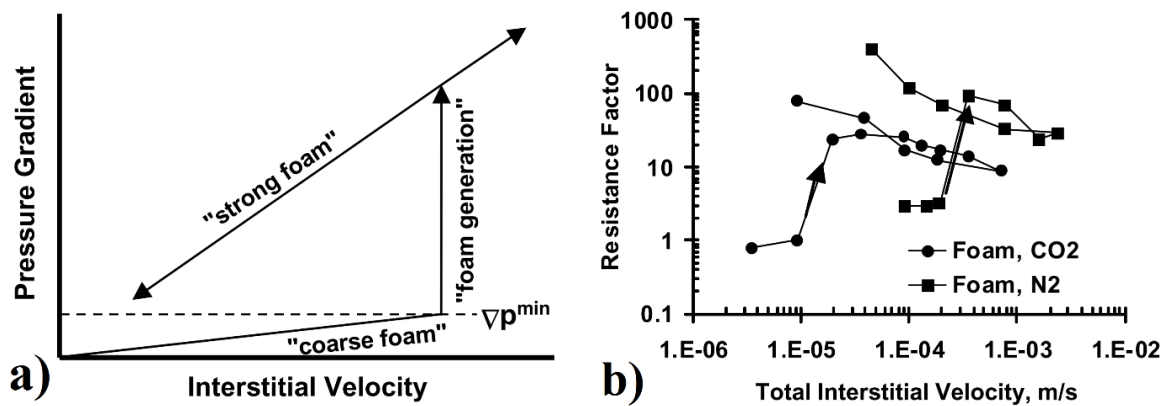 a)
Pressure Gradient
"strong foam"
"foam generation"
"coarse foam"
∇p^min
Interstitial Velocity
b)
Resistance Factor
1000
100
10
1
0.1
Foam, CO2
Foam, N2
1.E-06 1.E-05 1.E-04 1.E-03 1.E-02
Total Interstitial Velocity, m/s